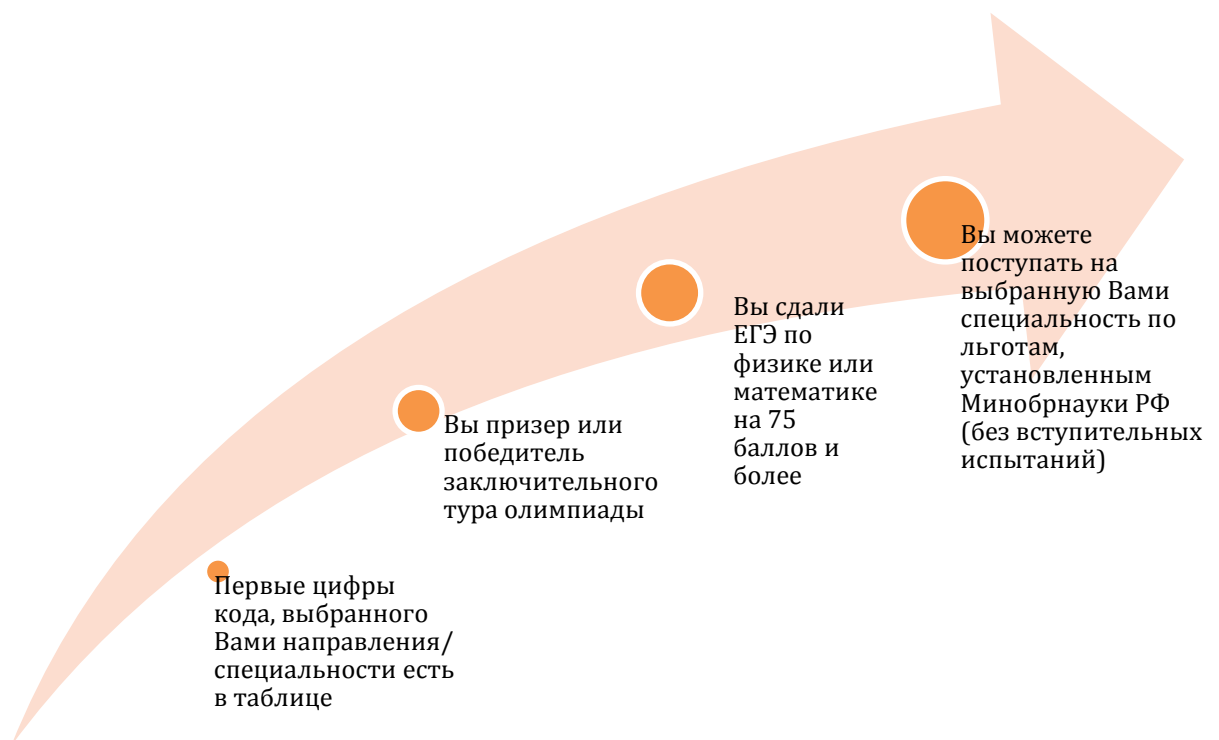 Первые цифры
кода, выбранного
Вами направления/
специальности есть
в таблице
Вы призер или
победитель
заключительного
тура олимпиады
Вы сдали
ЕГЭ по
физике или
математике
на 75
баллов и
более
Вы можете
поступать на
выбранную Вами
специальность по
льготам,
установленным
Минобрнауки РФ
(без вступительных
испытаний)